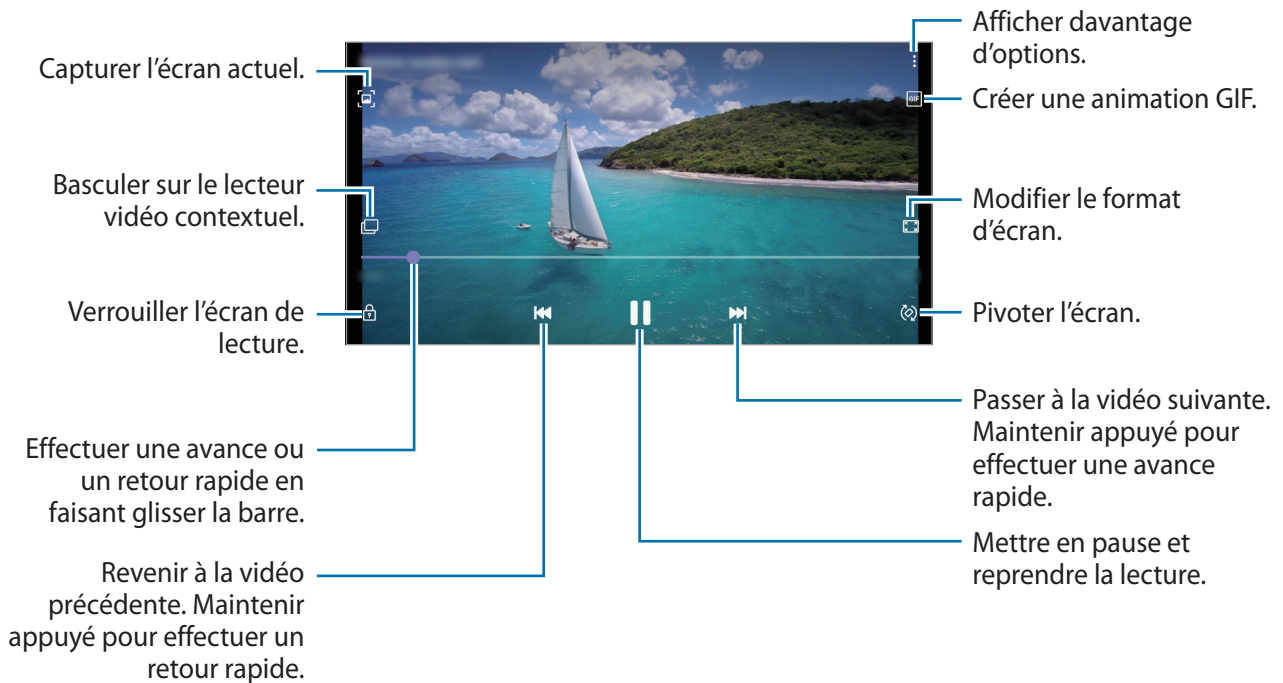 Capturer l’écran actuel.
Basculer sur le lecteur
vidéo contextuel.
Verrouiller l’écran de
lecture.
Effectuer une avance ou
un retour rapide en
faisant glisser la barre.
Revenir à la vidéo
précédente. Maintenir
appuyé pour effectuer un
retour rapide.
GIF
Afficher davantage
d’options.
Créer une animation GIF.
Modifier le format
d’écran.
Pivoter l’écran.
Passer à la vidéo suivante.
Maintenir appuyé pour
effectuer une avance
rapide.
Mettre en pause et
reprendre la lecture.